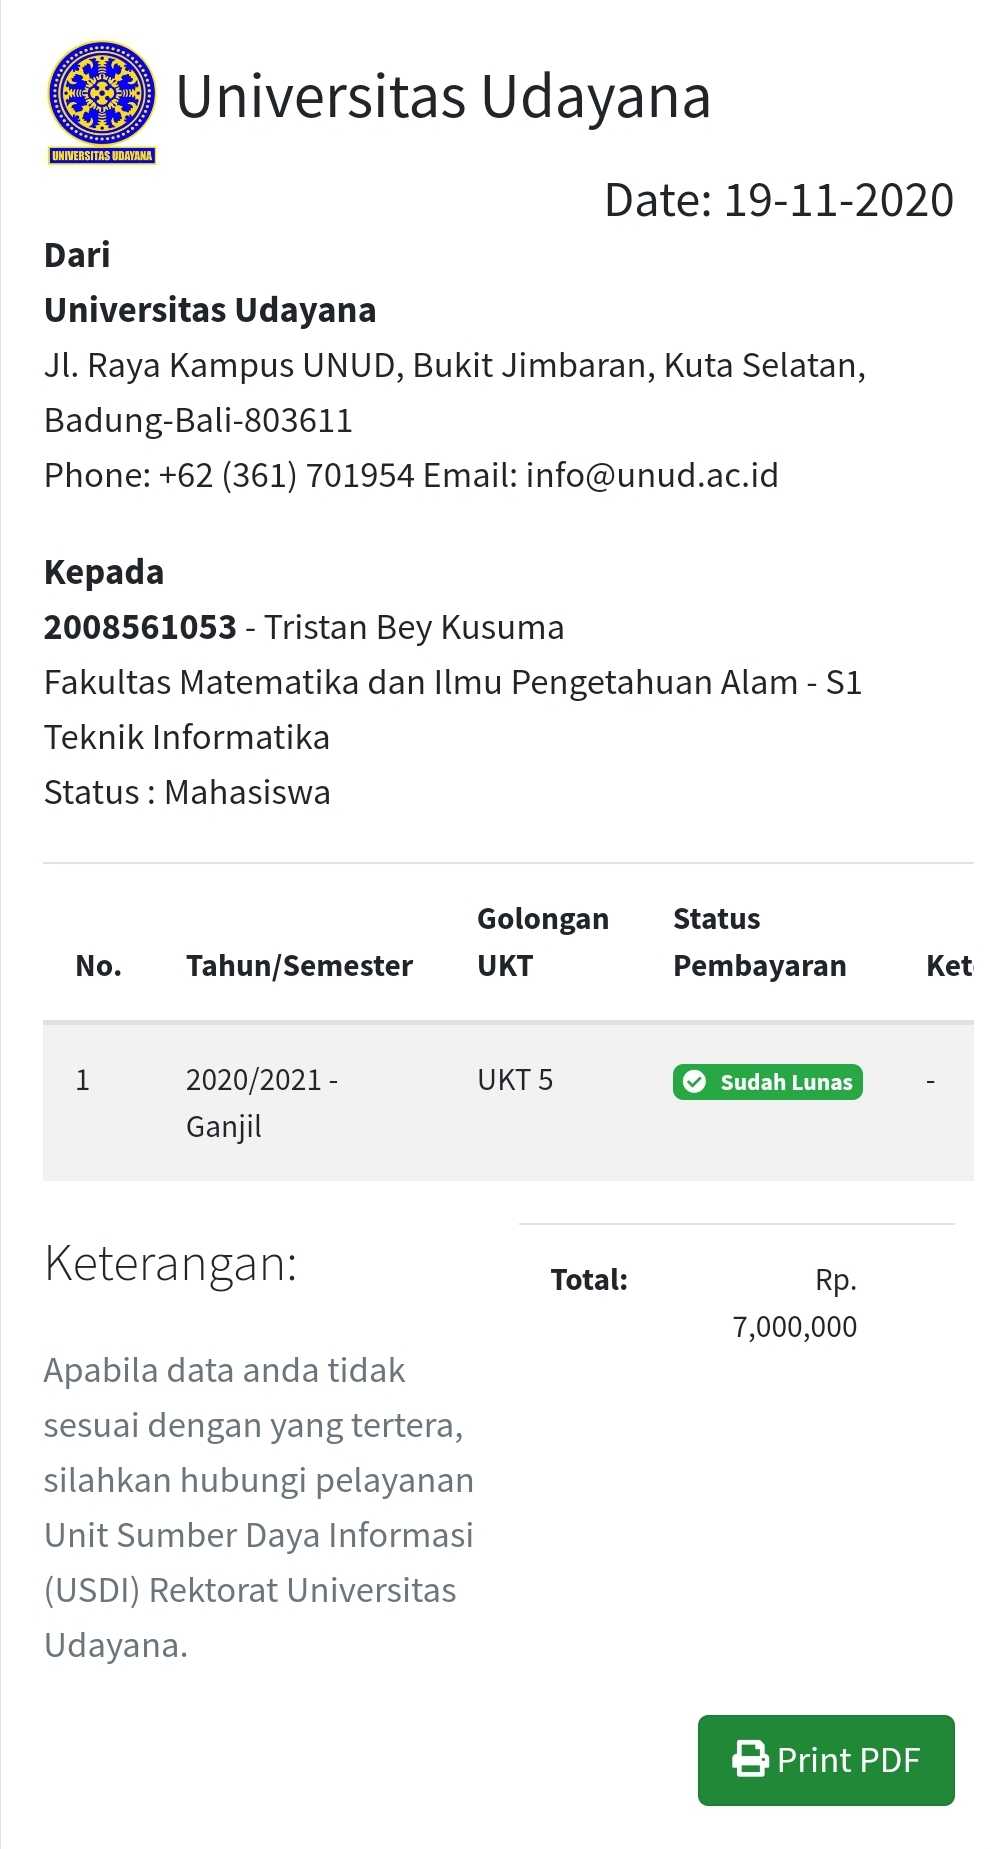 UNIVERSITAS UDAYANA
Universitas Udayana
Date: 19-11-2020
Dari
Universitas Udayana
Jl. Raya Kampus UNUD, Bukit Jimbaran, Kuta Selatan,
Badung-Bali-803611
Phone: +62 (361) 701954 Email: info@unud.ac.id
Kepada
2008561053 - Tristan Bey Kusuma
Fakultas Matematika dan Ilmu Pengetahuan Alam - S1
Teknik Informatika
Status : Mahasiswa
No. Tahun/Semester Golongan UKT Status Pembayaran Ket
1 2020/2021 - Ganjil UKT 5 Sudah Lunas -
Keterangan:
Apabila data anda tidak
sesuai dengan yang tertera,
silahkan hubungi pelayanan
Unit Sumber Daya Informasi
(USDI) Rektorat Universitas
Udayana.
Total: Rp.
7,000,000
Print PDF